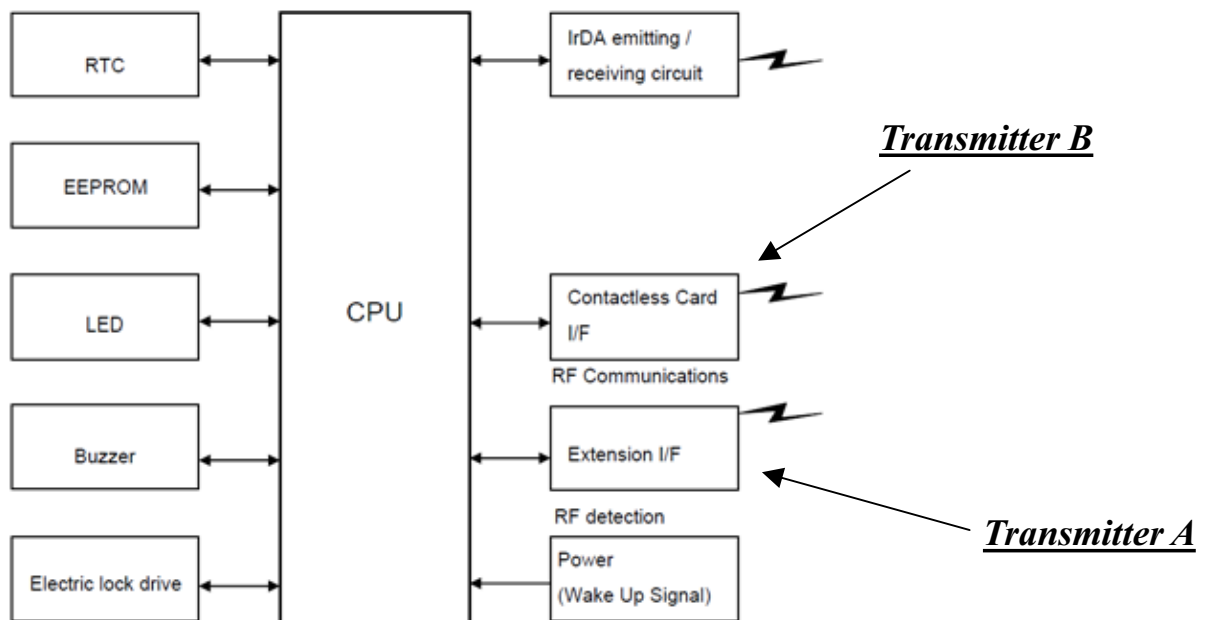 RTC
EEPROM
LED
Buzzer
Electric lock drive
CPU
IrDA emitting /
receiving circuit
Transmitter B
Contactless Card
I/F
RF Communications
Extension I/F
RF detection
Transmitter A
Power
(Wake Up Signal)